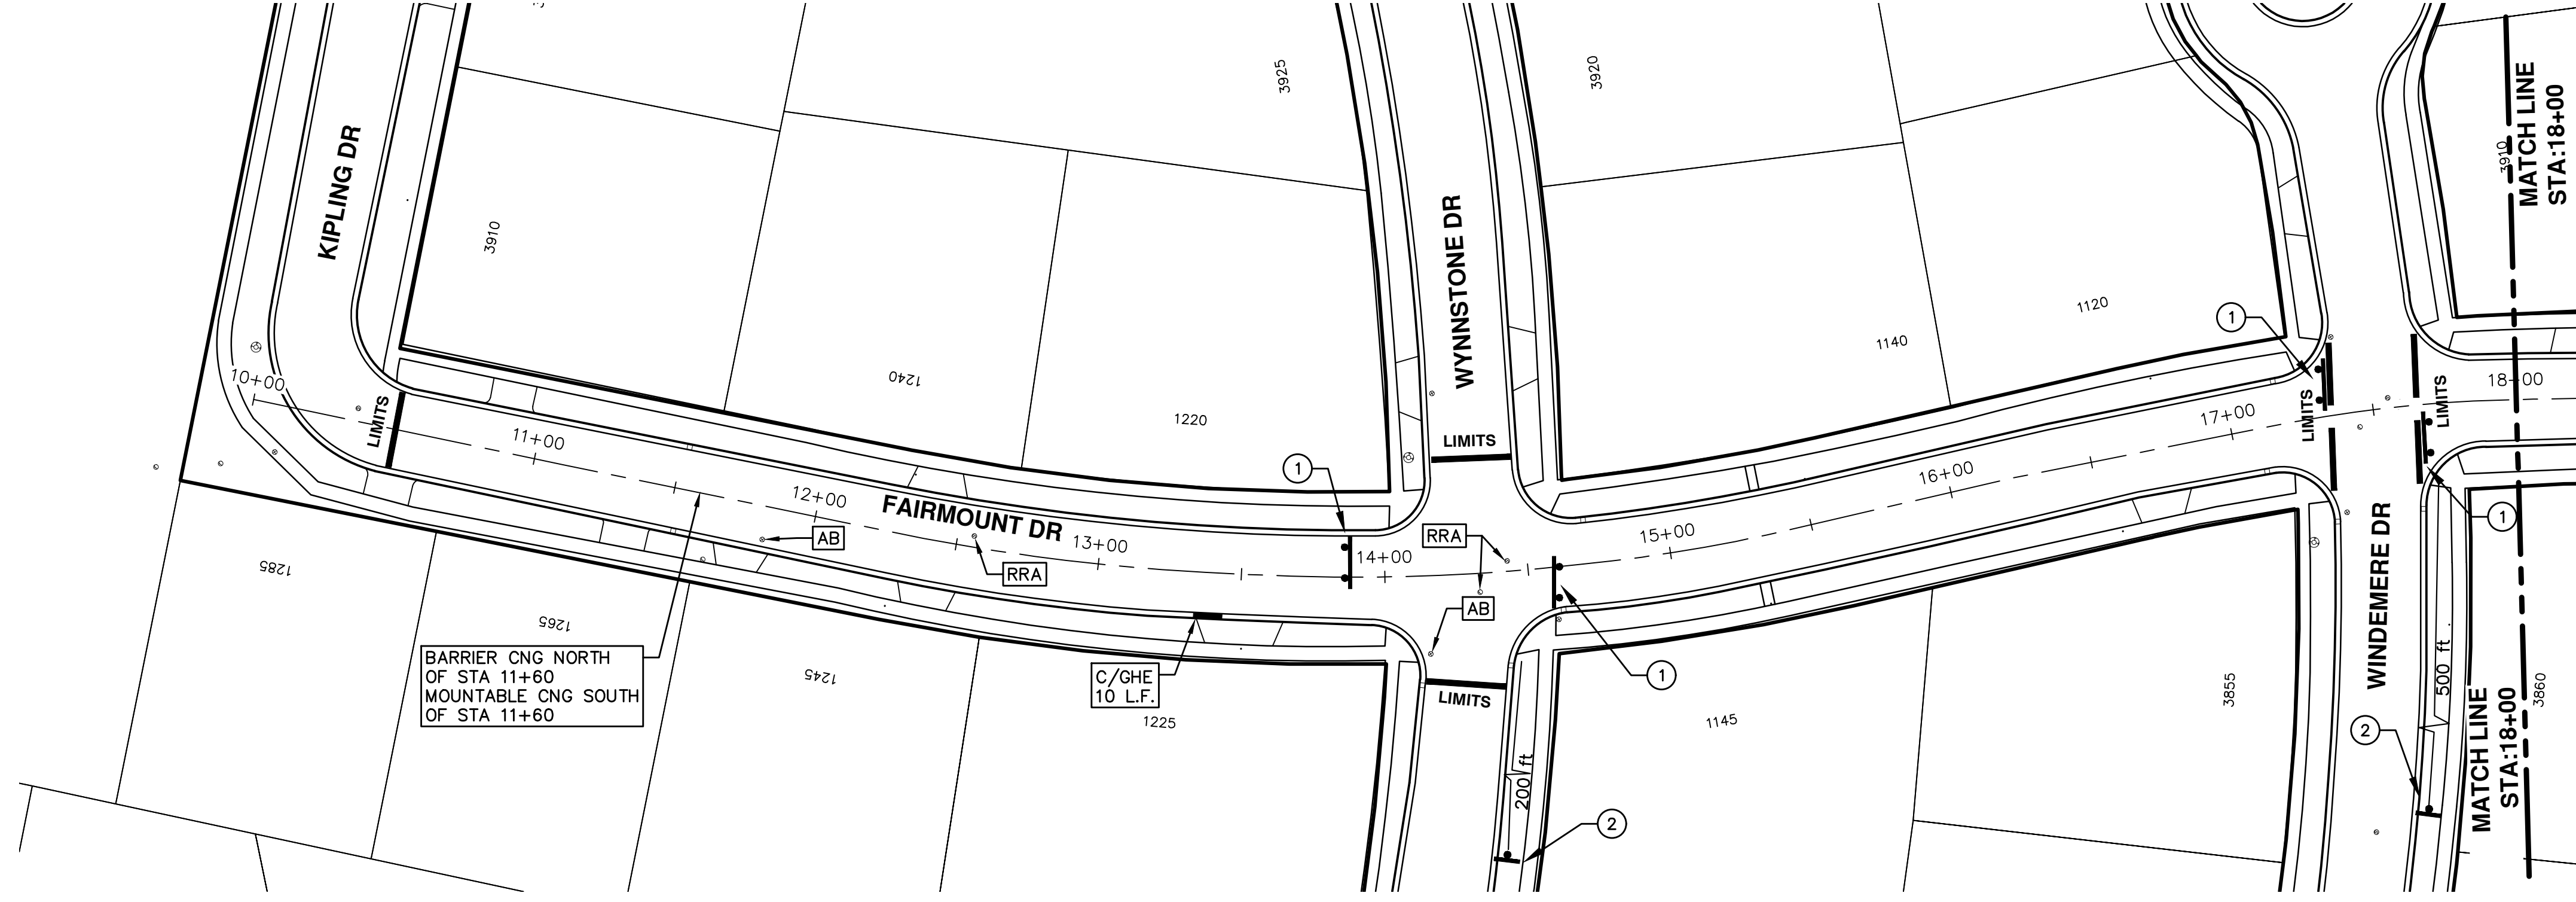 3925
3920
MATCH LINE
STA:18+00
3910
KIPLING DR
3910
WYNNSTONE DR
1120
1
1140
10+00
1240
1220
LIMITS
LIMITS
LIMITS
LIMITS
18+00
17+00
11+00
12+00
FAIRMOUNT DR
13+00
14+00
15+00
16+00
1
AB
RRA
RRA
AB
1
1285
1265
1245
BARRIER CNG NORTH
OF STA 11+60
MOUNTABLE CNG SOUTH
OF STA 11+60
C/GHE
10 L.F.
1225
LIMITS
1
1145
3855
WINDEMERE DR
500 ft
3860
MATCH LINE
STA:18+00
2
200 ft
2